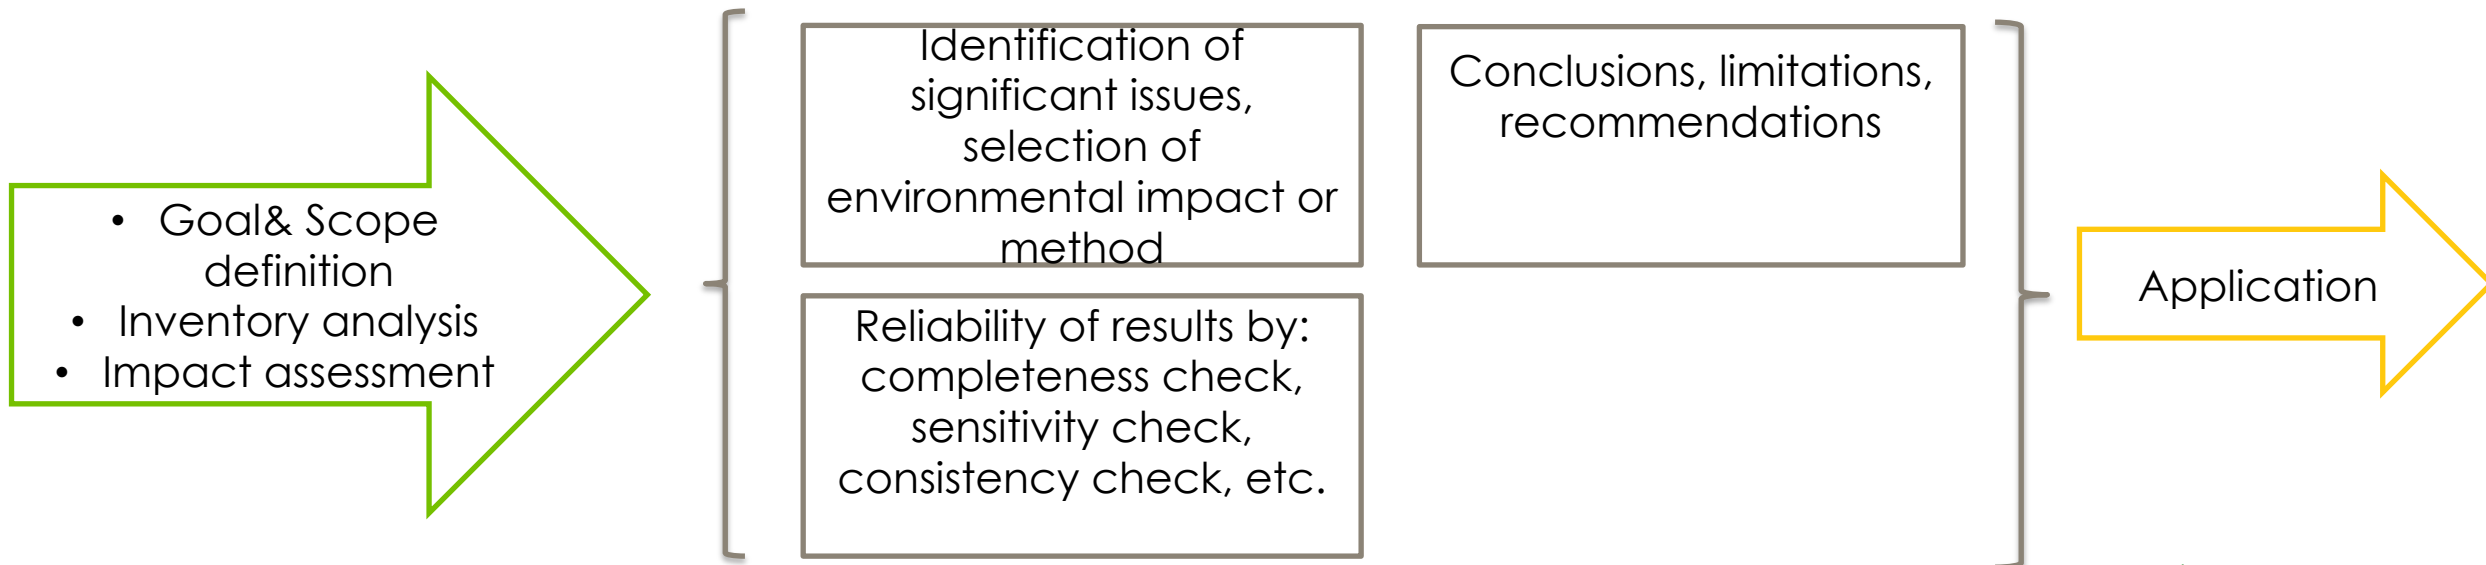 • Goal& Scope
definition
• Inventory analysis
• Impact assessment
Identification of
significant issues,
selection of
environmental impact or
method
Reliability of results by:
completeness check,
sensitivity check,
consistency check, etc.
Conclusions, limitations,
recommendations
Application